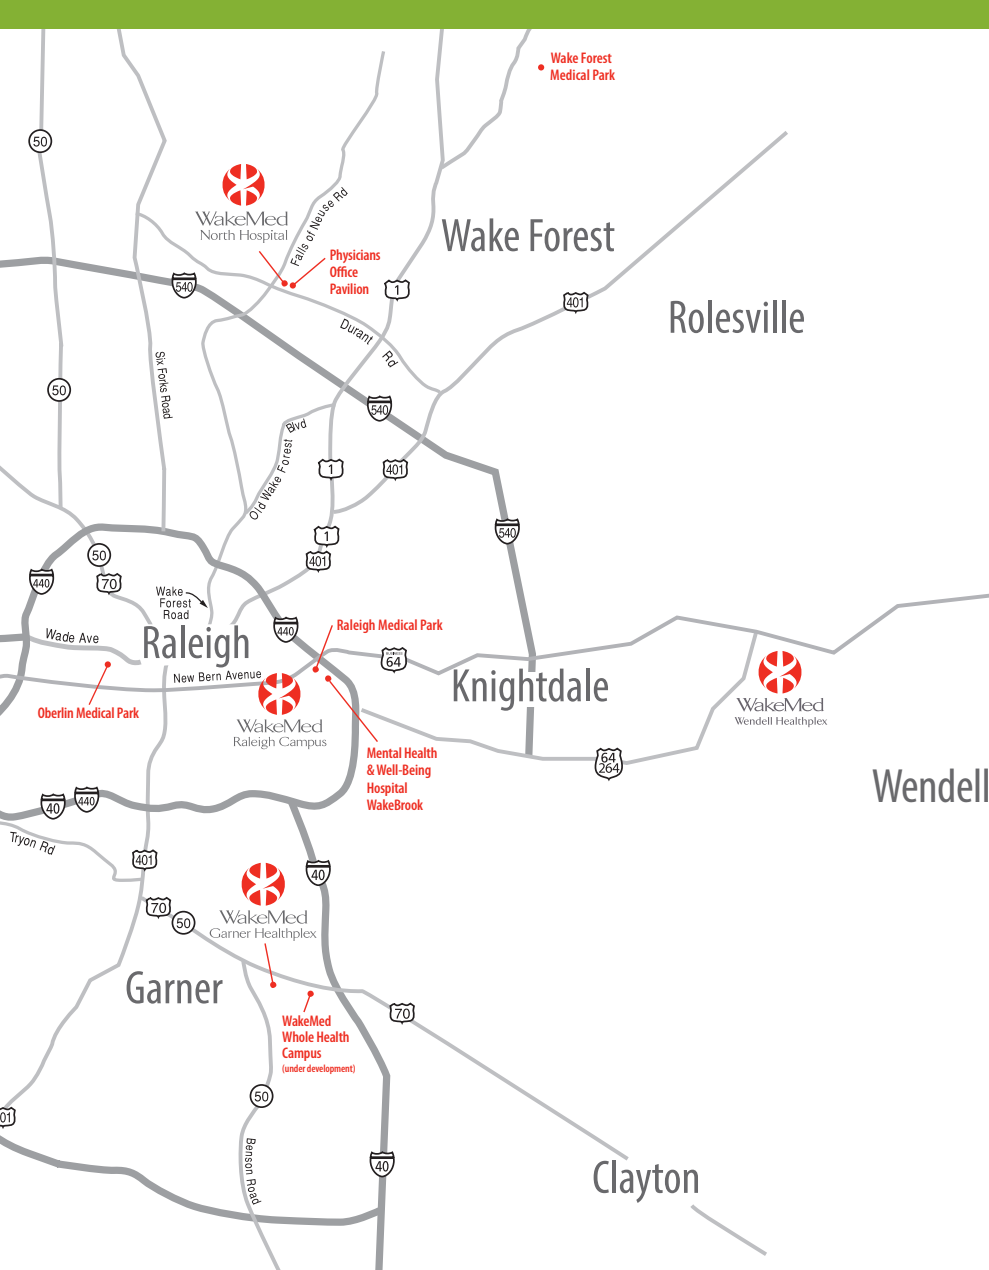 Wake Forest
Medical Park
50
WakeMed
North Hospital
Falls of Neuse Rd
Wake Forest
Physicians
Office
Pavilion
540
1
401
Rolesville
Durant
Rd
Six Forks Road
50
540
Blvd
Old Wake Forest
1
401
540
1
401
50
70
440
Wake
Forest
Road
440
Raleigh Medical Park
Wade Ave
Raleigh
64
New Bern Avenue
Knightdale
WakeMed
Wendell Healthplex
Oberlin Medical Park
WakeMed
Raleigh Campus
Mental Health
& Well-Being
Hospital
WakeBrook
64
264
Wendell
40
440
Tryon Rd
401
40
70
50
WakeMed
Garner Healthplex
Garner
70
WakeMed
Whole Health
Campus
(under development)
50
01
Benson Road
40
Clayton